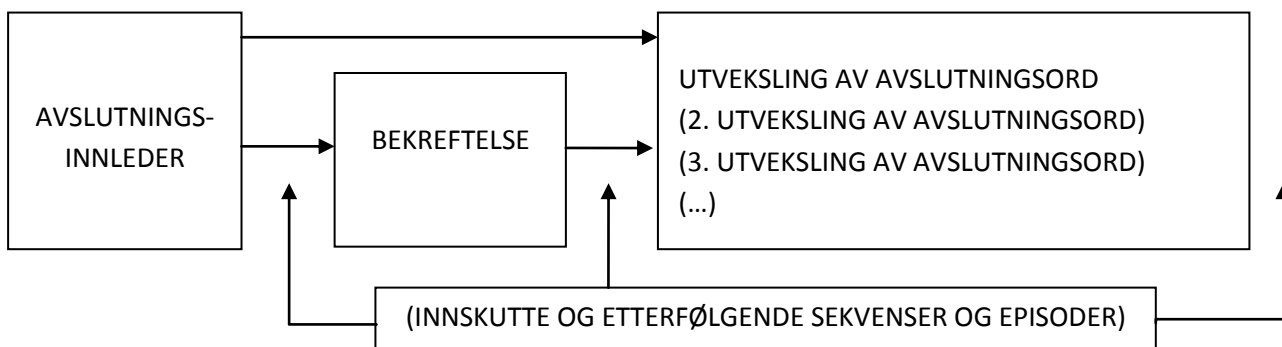 AVSLUTNINGS-
INNLEDER
BEKREFTELSE
UTVEKSLING AV AVSLUTNINGSORD
(2. UTVEKSLING AV AVSLUTNINGSORD)
(3. UTVEKSLING AV AVSLUTNINGSORD)
(…)
(INNSKUTTE OG ETTERFØLGENDE SEKVENSER OG EPISODER)